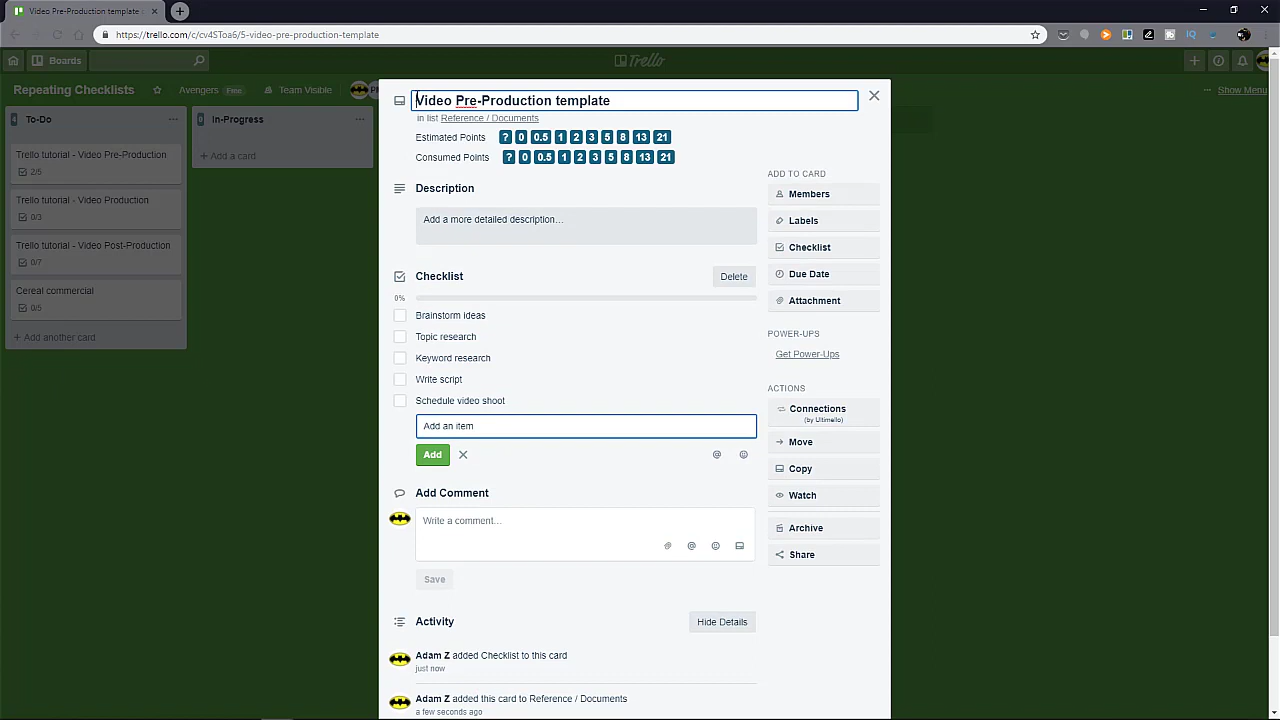 Video Pre-Production template
https://trello.com/c/cv4SToa6/5-video-pre-production-template
Boards
Trello
Repeating Checklists
Avengers Free
Team Visible
Show Menu
4 To-Do
Trello tutorial - Video Pre-Production
2/5
Trello tutorial - Video Production
0/3
Trello tutorial - Video Post-Production
0/7
Cereal commercial
0/5
+ Add another card
0 In-Progress
+ Add a card
Video Pre-Production template
in list Reference / Documents
Estimated Points ? 0 0.5 1 2 3 5 8 13 21
Consumed Points ? 0 0.5 1 2 3 5 8 13 21
Description
Add a more detailed description…
Checklist
Delete
0%
Brainstorm ideas
Topic research
Keyword research
Write script
Schedule video shoot
Add an item
Add
Add Comment
Write a comment…
Save
Activity
Hide Details
Adam Z added Checklist to this card
just now
Adam Z added this card to Reference / Documents
a few seconds ago
ADD TO CARD
Members
Labels
Checklist
Due Date
Attachment
POWER-UPS
Get Power-Ups
ACTIONS
Connections
(by Ultimello)
Move
Copy
Watch
Archive
Share